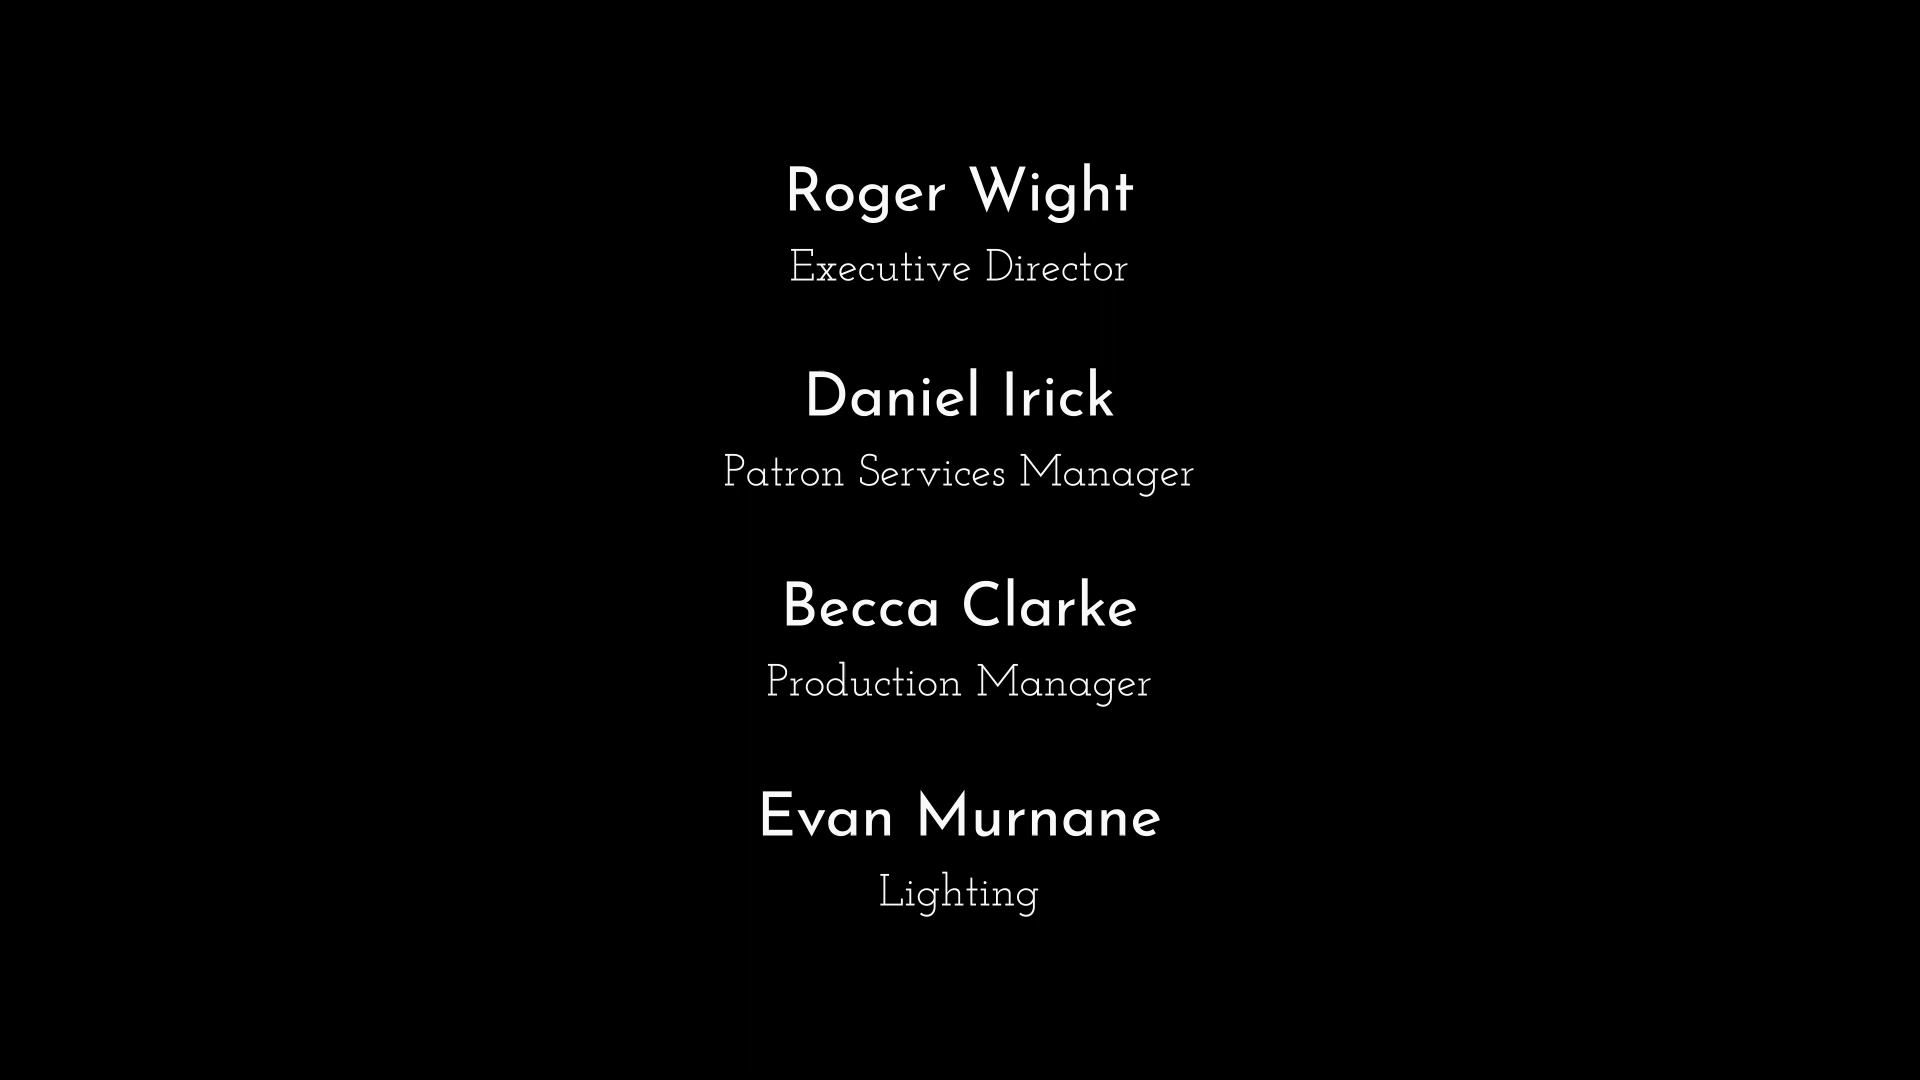 Roger Wight
Executive Director
Daniel Irick
Patron Services Manager
Becca Clarke
Production Manager
Evan Murnane
Lighting